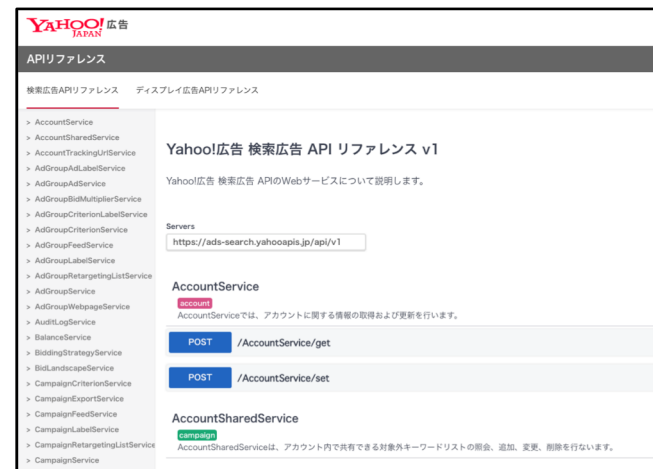 YAHOO! 広告
JAPAN
APIリファレンス
検索広告APIリファレンス
ディスプレイ広告APIリファレンス
> AccountService
> AccountSharedService
> AccountTrackingUrlService
> AdGroupAdLabelService
> AdGroupAdService
> AdGroupBidMultiplierService
> AdGroupCriterionLabelService
> AdGroupCriterionService
> AdGroupFeedService
> AdGroupLabelService
> AdGroupRetargetingListService
> AdGroupService
> AdGroupWebpageService
> AuditLogService
> BalanceService
> BiddingStrategyService
> BidLandscapeService
> CampaignCriterionService
> CampaignExportService
> CampaignFeedService
> CampaignLabelService
> CampaignRetargetingListService
> CampaignService
Yahoo!広告 検索広告 API リファレンス v1
Yahoo!広告 検索広告 APIのWebサービスについて説明します。
Servers
https://ads-search.yahooapis.jp/api/v1
AccountService
account
AccountServiceでは、アカウントに関する情報の取得および更新を行います。
POST /AccountService/get
POST /AccountService/set
AccountSharedService
campaign
AccountSharedServiceは、アカウント内で共有できる対象外キーワードリストの照会、追加、変更、削除を行ないます。